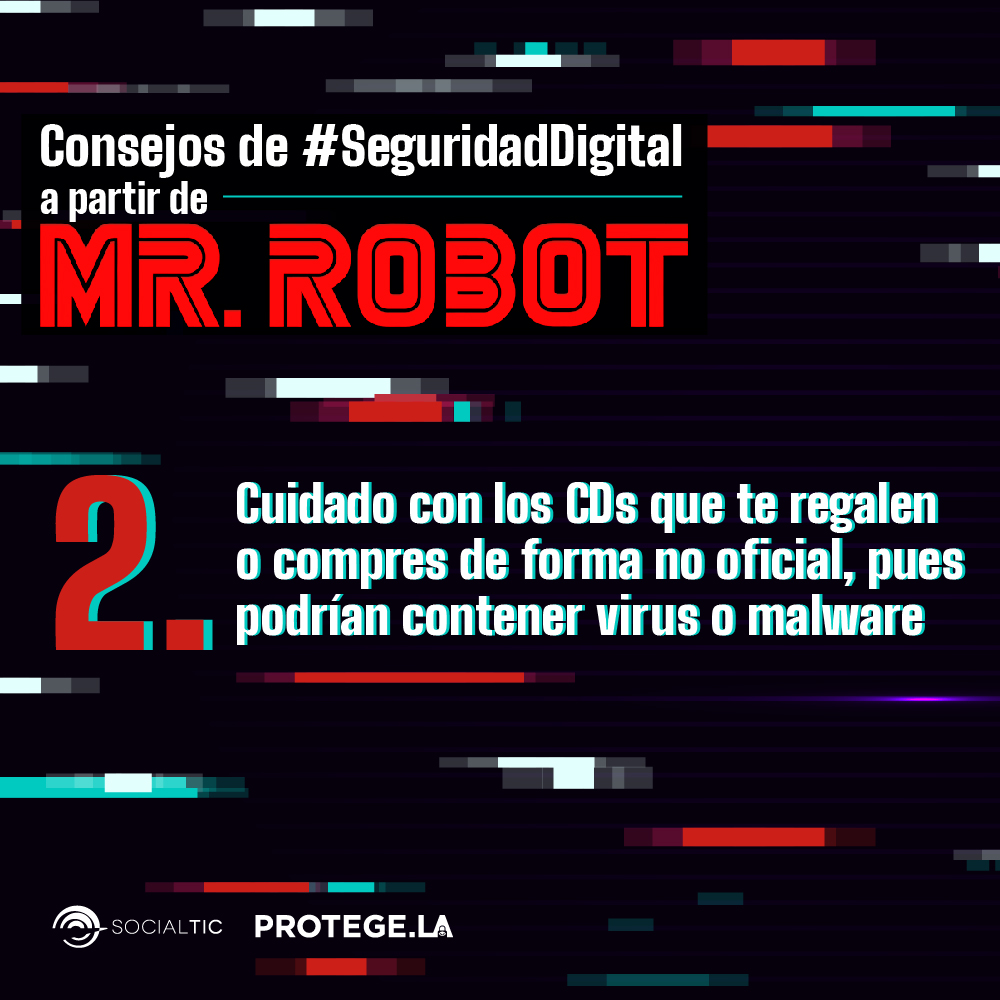 Consejos de #SeguridadDigital
a partir de
MR. ROBOT
2.
Cuidado con los CDs que te regalen
o compres de forma no oficial, pues
podrían contener virus o malware
SOCIALTIC
PROTEGE.LA